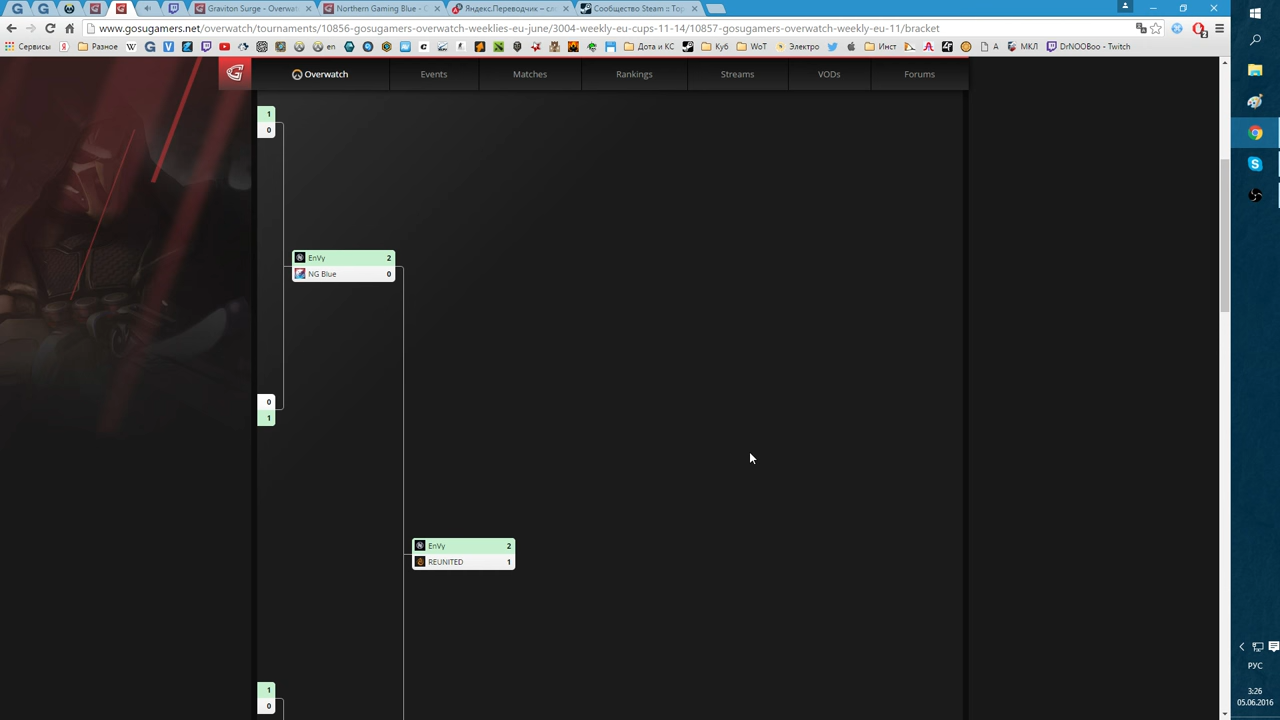 Graviton Surge - Overwat
Northern Gaming Blue - O
Яндекс.Переводчик – сло
Сообщество Steam :: Тор
www.gosugamers.net/overwatch/tournaments/10856-gosugamers-overwatch-weeklies-eu-june/3004-weekly-eu-cups-11-14/10857-gosugamers-overwatch-weekly-eu-11/bracket
Сервисы
Разное
Дота и КС
Куб
WoT
Электро
Инст
А
МКЛ
DrNOOBoo - Twitch
Overwatch
Events
Matches
Rankings
Streams
VODs
Forums
1
0
EnVy 2
NG Blue 0
0
1
EnVy 2
REUNITED 1
1
0
РУС
3:26
05.06.2016